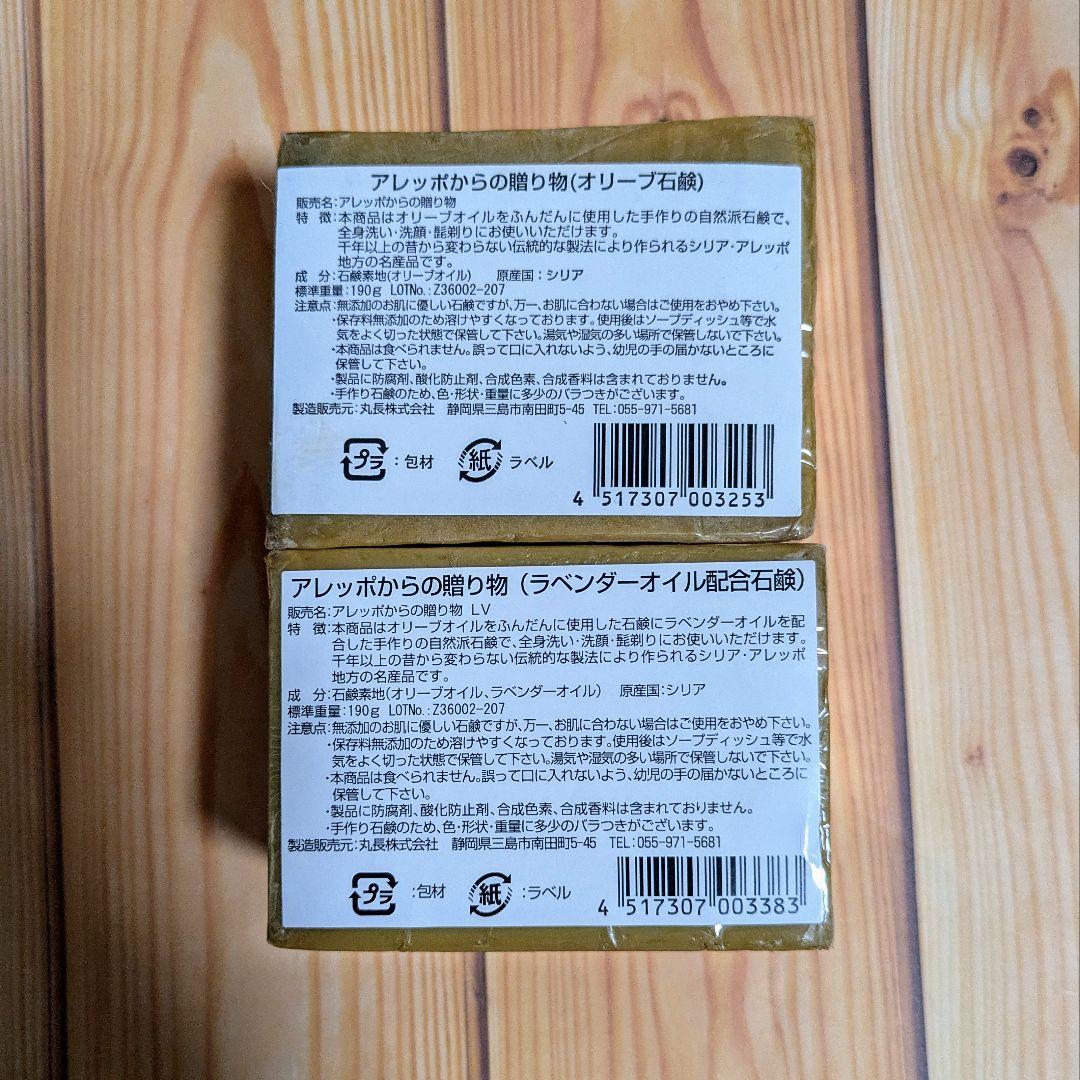 アレッポからの贈り物(オリーブ石鹸)
販売名:アレッポからの贈り物
特 徴:本商品はオリーブオイルをふんだんに使用した手作りの自然派石鹸で、
全身洗い・洗顔・髭剃りにお使いいただけます。
千年以上の昔から変わらない伝統的な製法により作られるシリア・アレッポ
地方の名産品です。
成 分:石鹸素地(オリーブオイル) 原産国:シリア
標準重量:190g LOTNo.:Z36002-207
注意点:無添加のお肌に優しい石鹸ですが、万一、お肌に合わない場合はご使用をおやめ下さい。
・保存料無添加のため溶けやすくなっております。使用後はソープディッシュ等で水
気をよく切った状態で保管して下さい。湯気や湿気の多い場所で保管しないで下さい。
・本商品は食べられません。誤って口に入れないよう、幼児の手の届かないところに
保管して下さい。
・製品に防腐剤、酸化防止剤、合成色素、合成香料は含まれておりません。
・手作り石鹸のため、色・形状・重量に多少のバラつきがございます。
製造販売元:丸長株式会社 静岡県三島市南田町5-45 TEL:055-971-5681
プラ:包材 紙 ラベル
4 517307 003253
アレッポからの贈り物(ラベンダーオイル配合石鹸)
販売名:アレッポからの贈り物 LV
特 徴:本商品はオリーブオイルをふんだんに使用した石鹸にラベンダーオイルを配
合した手作りの自然派石鹸で、全身洗い・洗顔・髭剃りにお使いいただけます。
千年以上の昔から変わらない伝統的な製法により作られるシリア・アレッポ
地方の名産品です。
成 分:石鹸素地(オリーブオイル、ラベンダーオイル) 原産国:シリア
標準重量:190g LOTNo.:Z36002-207
注意点:無添加のお肌に優しい石鹸ですが、万一、お肌に合わない場合はご使用をおやめ下さい。
・保存料無添加のため溶けやすくなっております。使用後はソープディッシュ等で水
気をよく切った状態で保管して下さい。湯気や湿気の多い場所で保管しないで下さい。
・本商品は食べられません。誤って口に入れないよう、幼児の手の届かないところに
保管して下さい。
・製品に防腐剤、酸化防止剤、合成色素、合成香料は含まれておりません。
・手作り石鹸のため、色・形状・重量に多少のバラつきがございます。
製造販売元:丸長株式会社 静岡県三島市南田町5-45 TEL:055-971-5681
プラ:包材 紙:ラベル
4 517307 003383